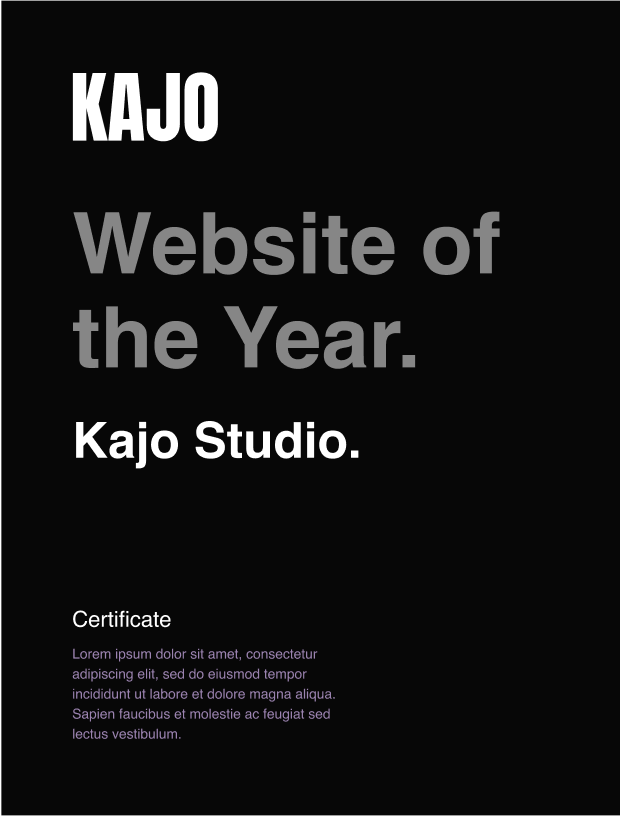 KAJO
Website of
the Year.
Kajo Studio.
Certificate
Lorem ipsum dolor sit amet, consectetur
adipiscing elit, sed do eiusmod tempor
incididunt ut labore et dolore magna aliqua.
Sapien faucibus et molestie ac feugiat sed
lectus vestibulum.